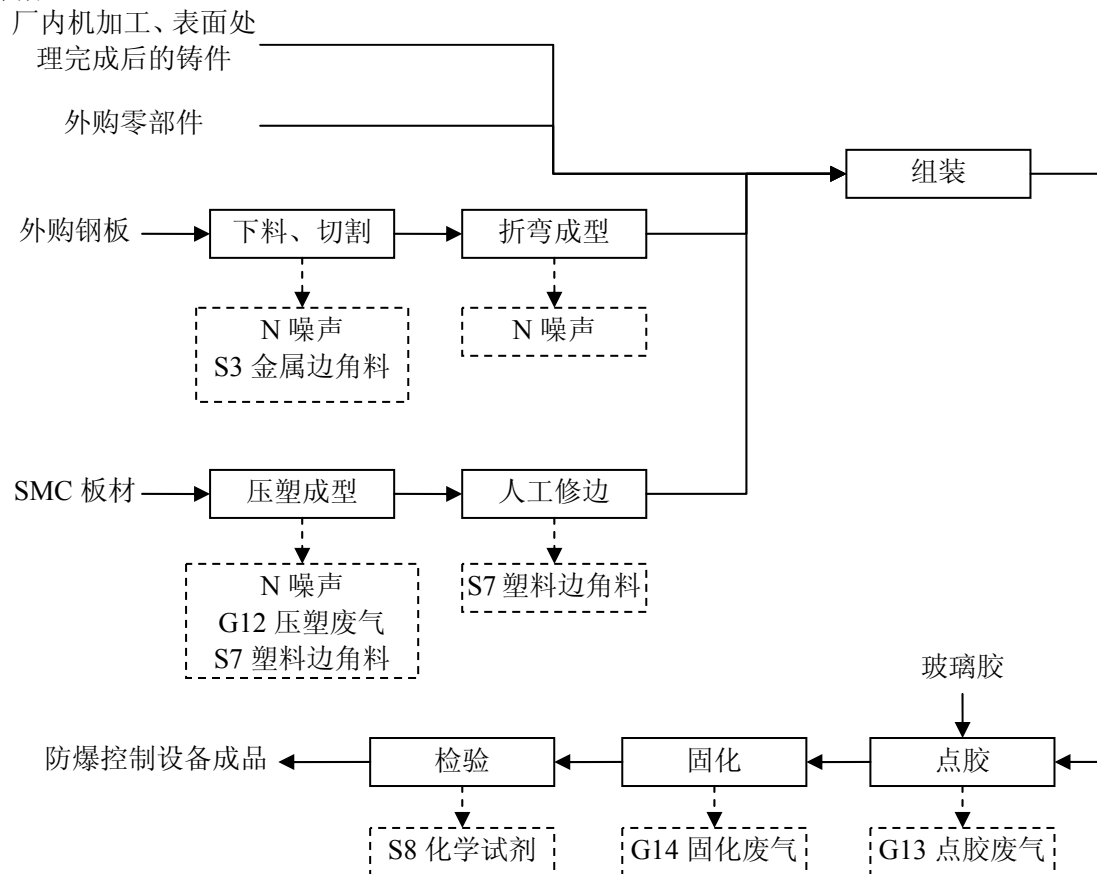 厂内机加工、表面处
理完成后的铸件
外购零部件
组装
外购钢板
下料、切割
折弯成型
N 噪声
S3 金属边角料
N 噪声
SMC 板材
压塑成型
人工修边
N 噪声
G12 压塑废气
S7 塑料边角料
S7 塑料边角料
玻璃胶
防爆控制设备成品
检验
固化
点胶
S8 化学试剂
G14 固化废气
G13 点胶废气